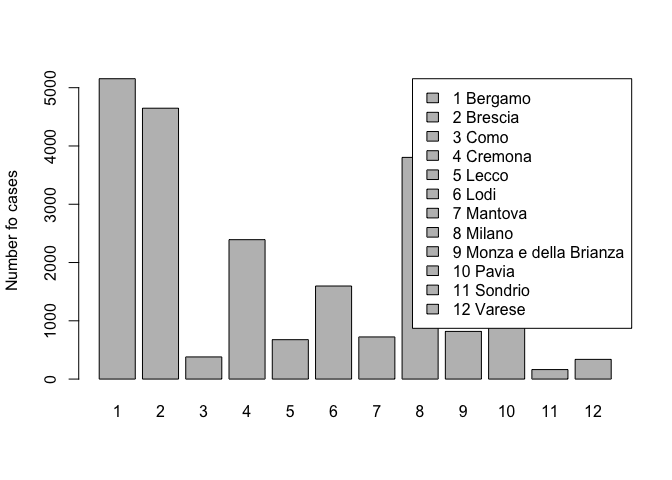 Number fo cases
5000
4000
3000
2000
1000
0
1 Bergamo
2 Brescia
3 Como
4 Cremona
5 Lecco
6 Lodi
7 Mantova
8 Milano
9 Monza e della Brianza
10 Pavia
11 Sondrio
12 Varese
1 2 3 4 5 6 7 8 9 10 11 12